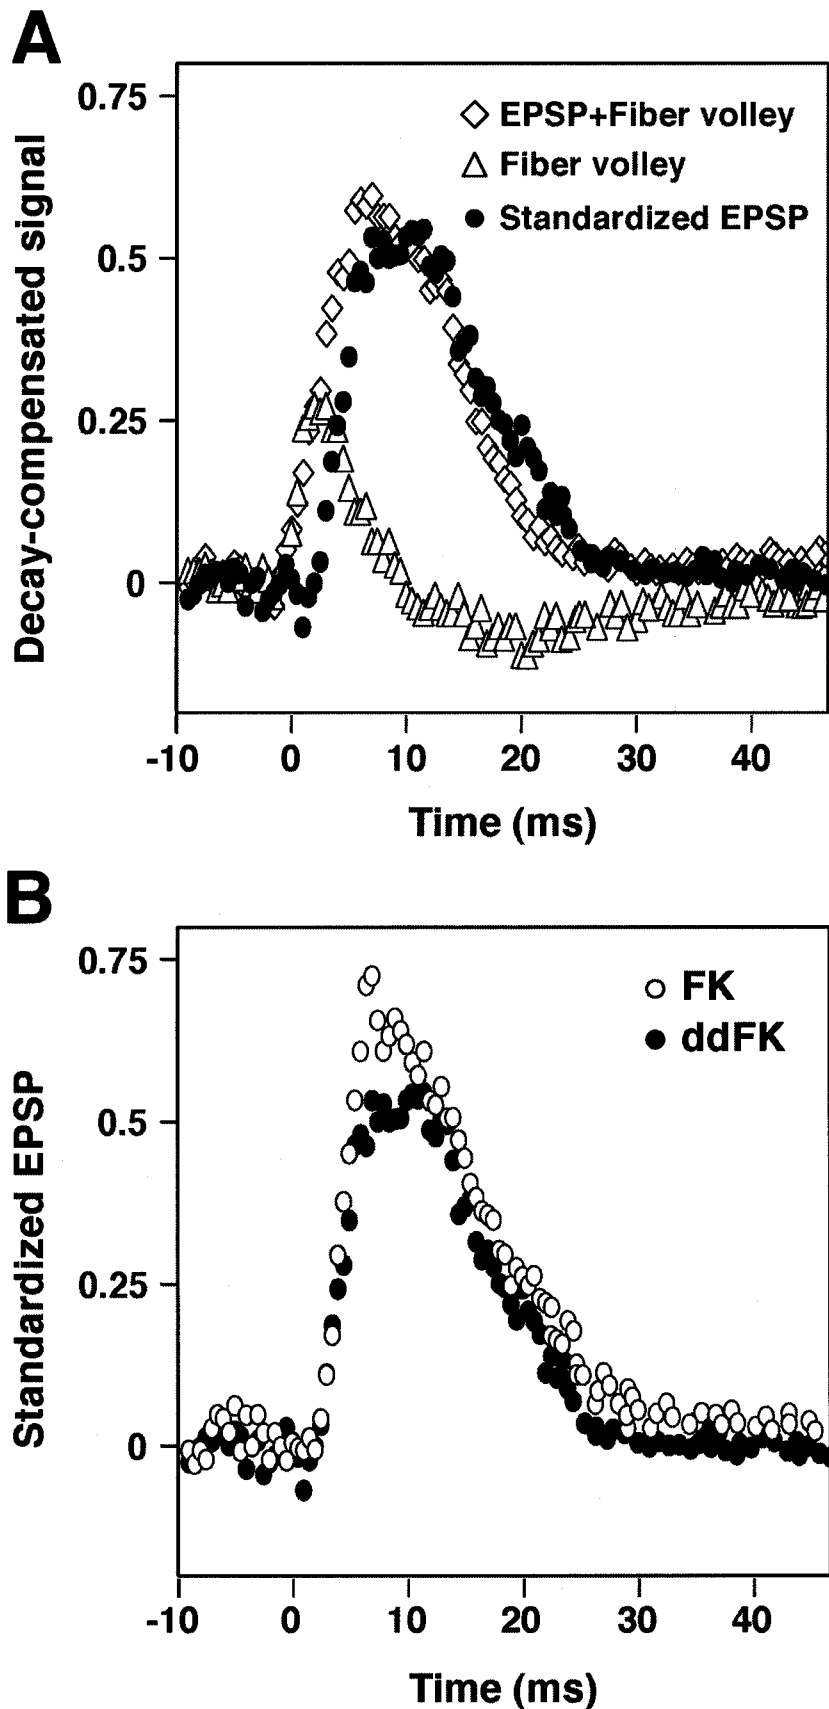 A
0.75
0.5
0.25
0
Decay-compensated signal
EPSP+Fiber volley
Fiber volley
Standardized EPSP
-10 0 10 20 30 40
Time (ms)
B
0.75
0.5
0.25
0
Standardized EPSP
FK
ddFK
-10 0 10 20 30 40
Time (ms)